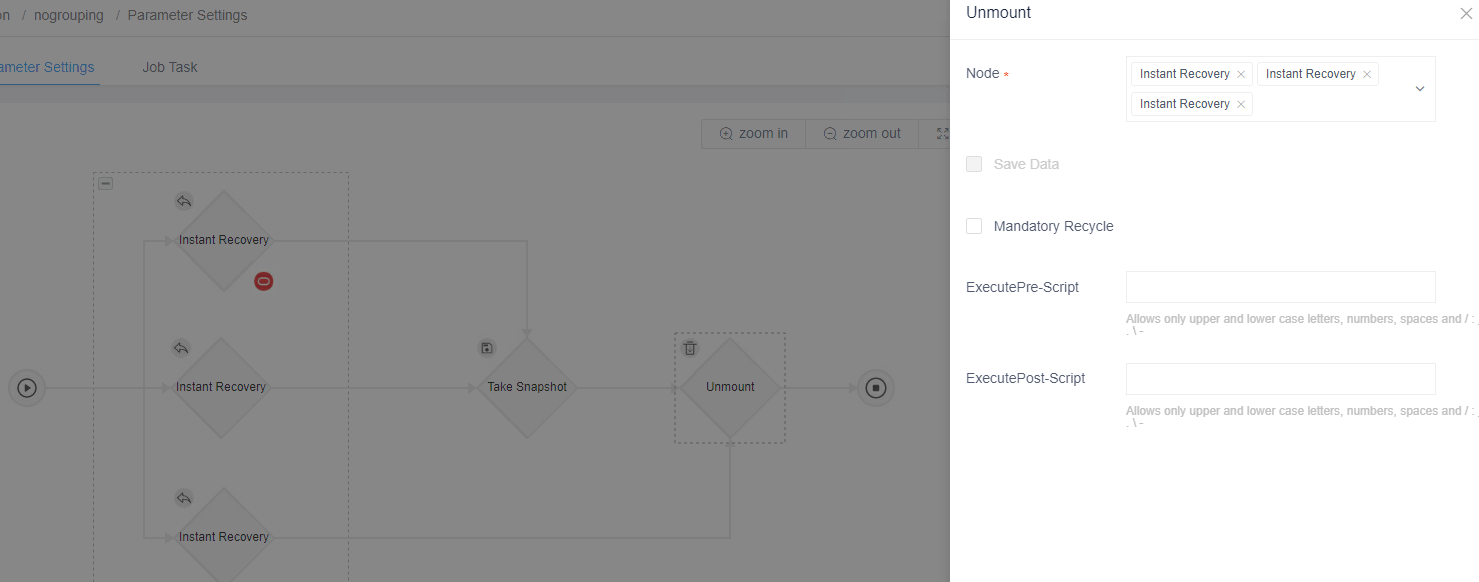 on / nogrouping / Parameter Settings
ameter Settings Job Task
zoom in zoom out
Instant Recovery
Instant Recovery Take Snapshot Unmount
Instant Recovery
Unmount
Node *
Instant Recovery × Instant Recovery ×
Instant Recovery ×
Save Data
Mandatory Recycle
ExecutePre-Script
Allows only upper and lower case letters, numbers, spaces and / : _
. \ -
ExecutePost-Script
Allows only upper and lower case letters, numbers, spaces and / : _
. \ -